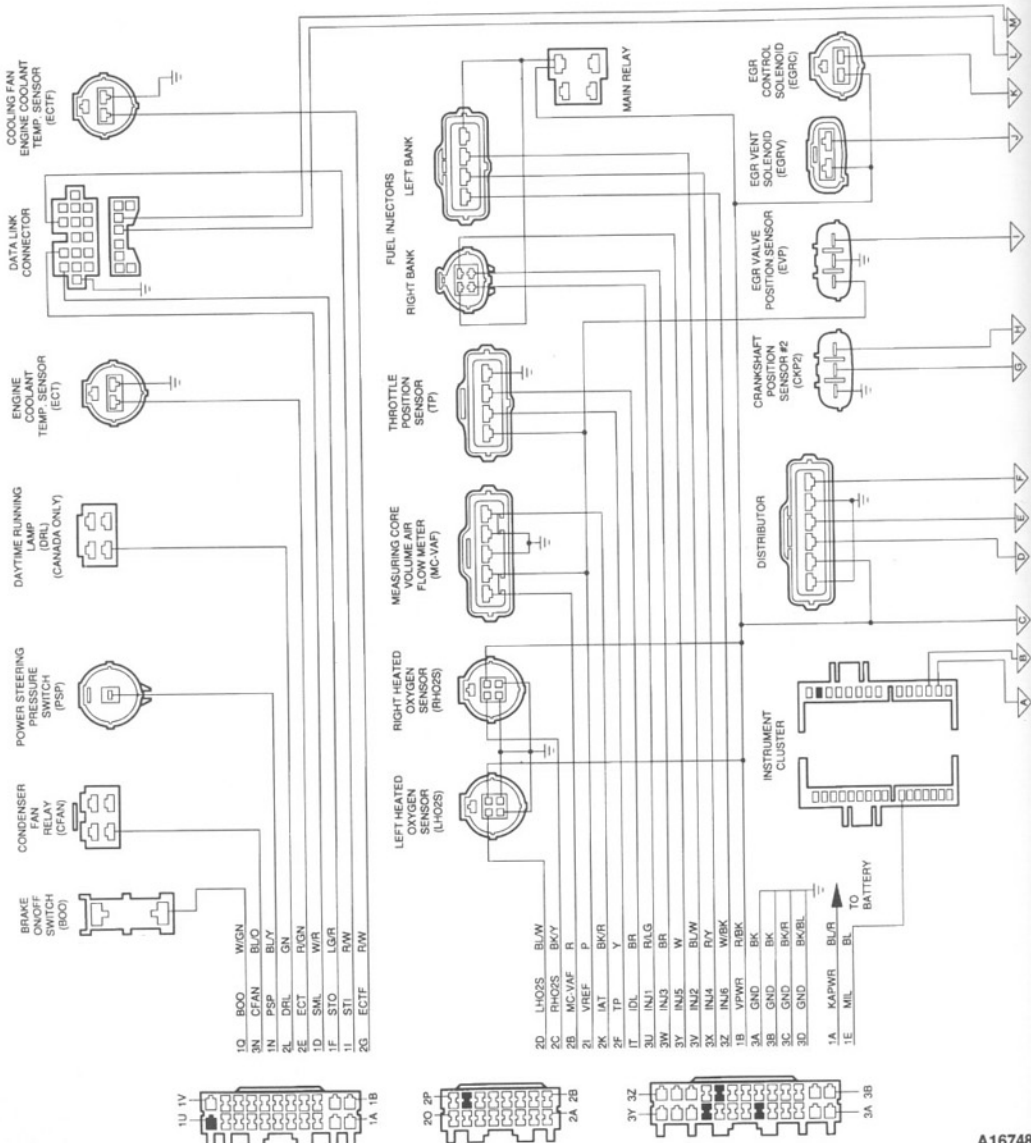 COOLING FAN
ENGINE COOLANT
TEMP. SENSOR
(ECTF)
DATA LINK
CONNECTOR
ENGINE
COOLANT
TEMP. SENSOR
(ECT)
DAYTIME RUNNING
LAMP
(DRL)
(CANADA ONLY)
POWER STEERING
PRESSURE
SWITCH
(PSP)
CONDENSER
FAN
RELAY
(CFAN)
BRAKE
ON/OFF
SWITCH
(BOO)
1Q BOO W/GN
3N CFAN BL/O
1N PSP BL/Y
2L DRL GN
2E ECT R/GN
1D SML W/R
1F STO LG/R
1I STI R/W
2G ECTF R/W
1U 1V
1A 1B
MAIN RELAY
FUEL INJECTORS
LEFT BANK
RIGHT BANK
THROTTLE
POSITION
SENSOR
(TP)
MEASURING CORE
VOLUME AIR
FLOW METER
(MC-VAF)
RIGHT HEATED
OXYGEN
SENSOR
(RHO2S)
LEFT HEATED
OXYGEN
SENSOR
(LHO2S)
2D LHO2S BL/W
2C RHO2S BK/Y
2B MC-VAF R
2I VREF P
2K IAT BK/R
2F TP Y
IT IDL BR
3U INJ1 R/LG
3W INJ3 BR
3Y INJ5 W
3V INJ2 BL/W
3X INJ4 R/Y
3Z INJ6 W/BK
1B VPWR R/BK
3A GND BK
3B GND BK
3C GND BK/R
3D GND BK/BL
1A KAPWR BL/R
1E MIL BL
TO
BATTERY
2O 2P
2A 2B
3Y 3Z
3A 3B
EGR
CONTROL
SOLENOID
(EGRC)
EGR VENT
SOLENOID
(EGRV)
EGR VALVE
POSITION SENSOR
(EVP)
CRANKSHAFT
POSITION
SENSOR #2
(CKP2)
DISTRIBUTOR
INSTRUMENT
CLUSTER
M
L
K
J
I
H
G
F
E
D
C
B
A
A16748